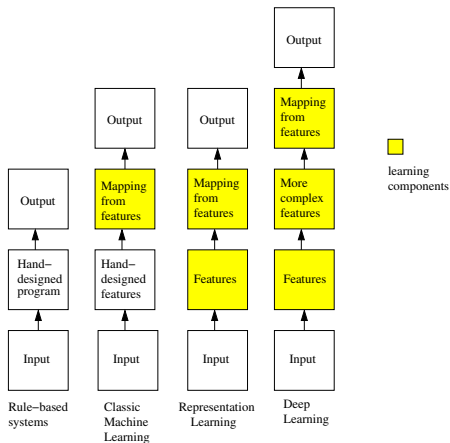 Output
Mapping
from
features
More
complex
features
Features
Input
Deep
Learning
Output
Mapping
from
features
Features
Input
Representation
Learning
Output
Mapping
from
features
Hand-
designed
features
Input
Classic
Machine
Learning
Output
Hand-
designed
program
Input
Rule-based
systems
learning
components